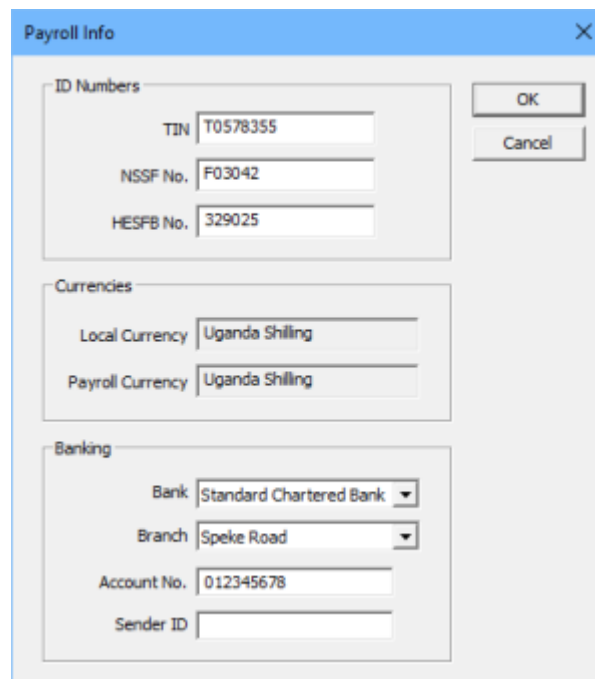 Payroll Info
ID Numbers
OK
TIN T0578355
Cancel
NSSF No. F03042
HESFB No. 329025
Currencies
Local Currency Uganda Shilling
Payroll Currency Uganda Shilling
Banking
Bank Standard Chartered Bank
Branch Speke Road
Account No. 012345678
Sender ID